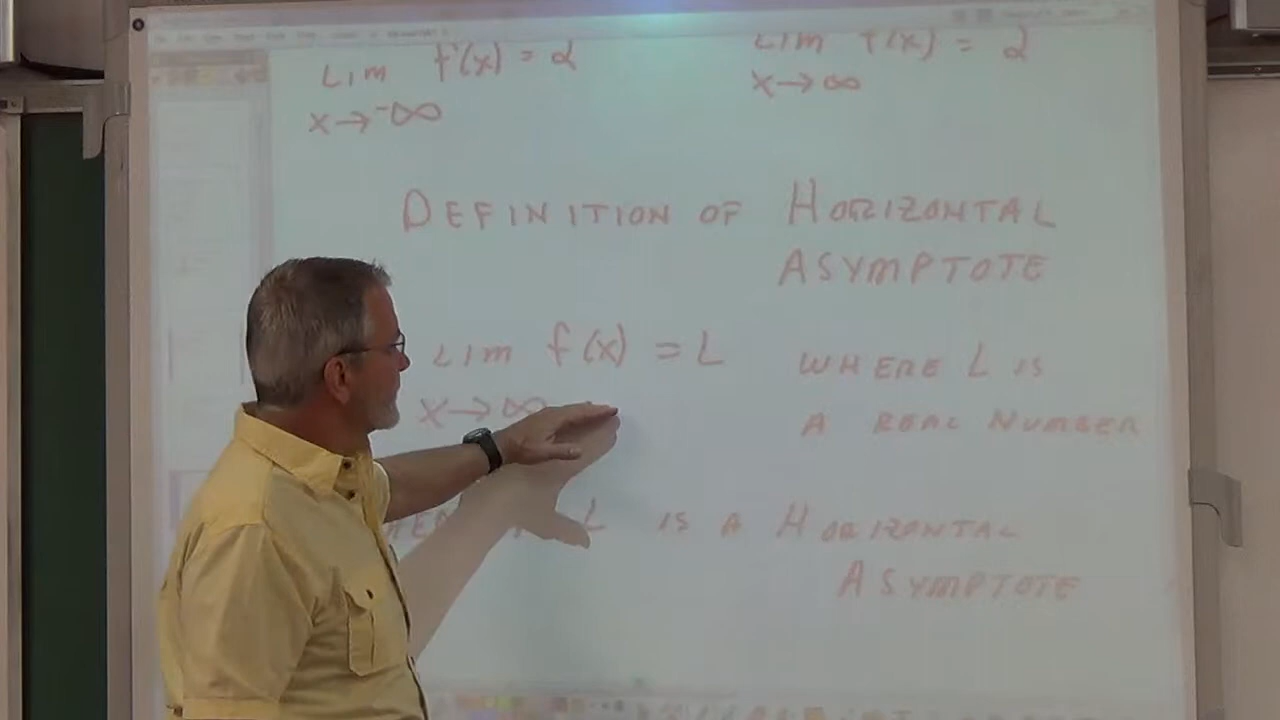 LIM f(x) = 2 LIM f(x) = 2
x→-∞ x→∞
DEFINITION OF HORIZONTAL
ASYMPTOTE
LIM f(x) = L WHERE L IS
x→∞ A REAL NUMBER
L IS A HORIZONTAL
ASYMPTOTE